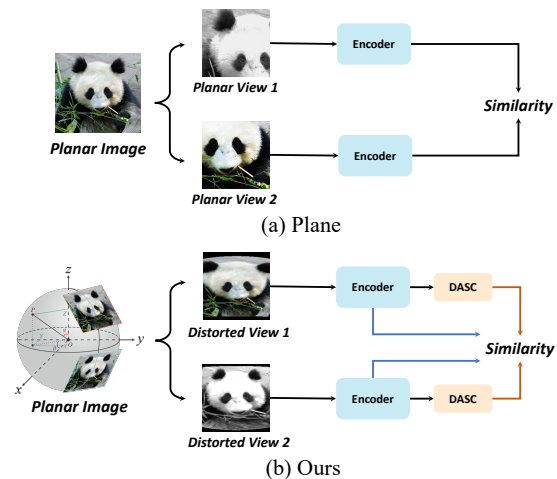 Planar Image
Planar View 1
Planar View 2
Encoder
Encoder
Similarity
(a) Plane
z
y
x
P
O
Planar Image
Distorted View 1
Distorted View 2
Encoder
DASC
Similarity
Encoder
DASC
(b) Ours